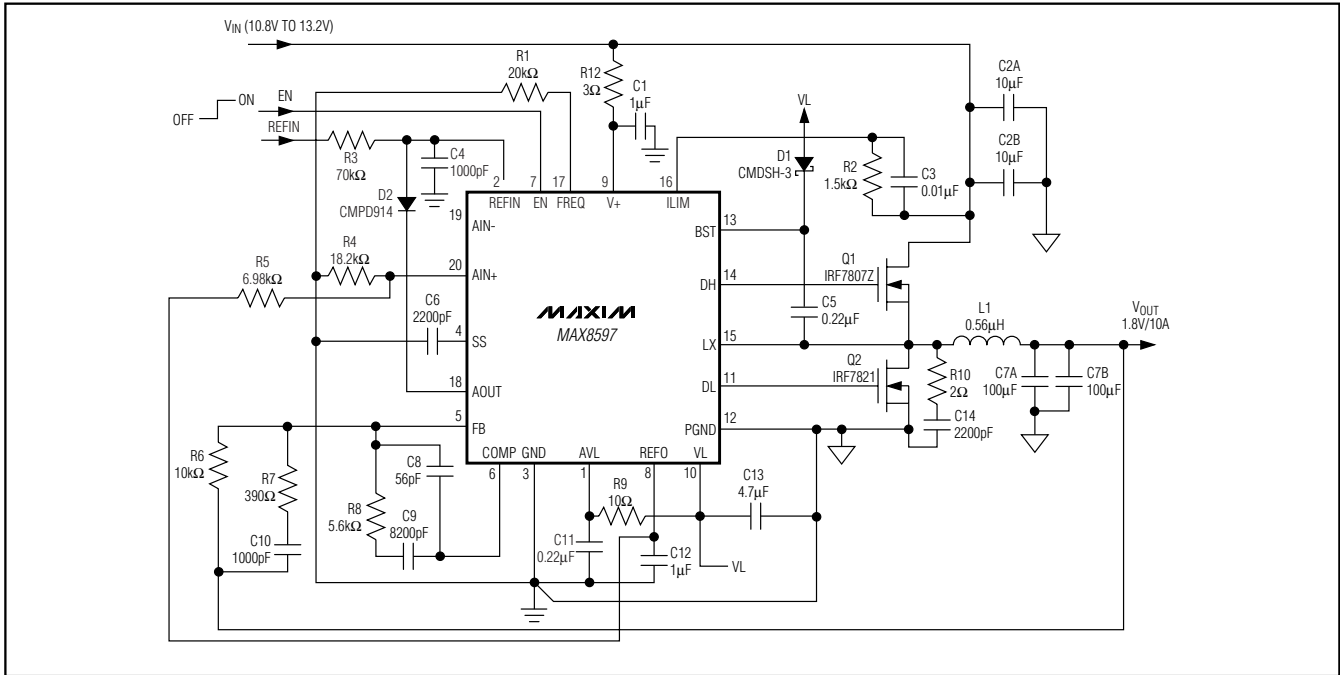 VIN (10.8V TO 13.2V)
R1
20kΩ
R12
3Ω
C1
1µF
C2A
10µF
C2B
10µF
OFF
ON
EN
REFIN
VL
R3
70kΩ
C4
1000pF
D1
CMDSH-3
R2
1.5kΩ
C3
0.01µF
D2
CMPD914
2
7
17
9
16
REFIN
EN
FREQ
V+
ILIM
19
AIN-
13
BST
R4
18.2kΩ
R5
6.98kΩ
20
AIN+
14
DH
Q1
IRF7807Z
C6
2200pF
4
SS
MAXIM
MAX8597
C5
0.22µF
15
LX
L1
0.56µH
VOUT
1.8V/10A
18
AOUT
11
DL
Q2
IRF7821
R10
2Ω
C7A
100µF
C7B
100µF
C14
2200pF
5
FB
12
PGND
COMP
GND
AVL
REFO
VL
6
3
1
8
10
R6
10kΩ
R7
390Ω
C8
56pF
R8
5.6kΩ
C9
8200pF
C10
1000pF
R9
10Ω
C13
4.7µF
C11
0.22µF
C12
1µF
VL